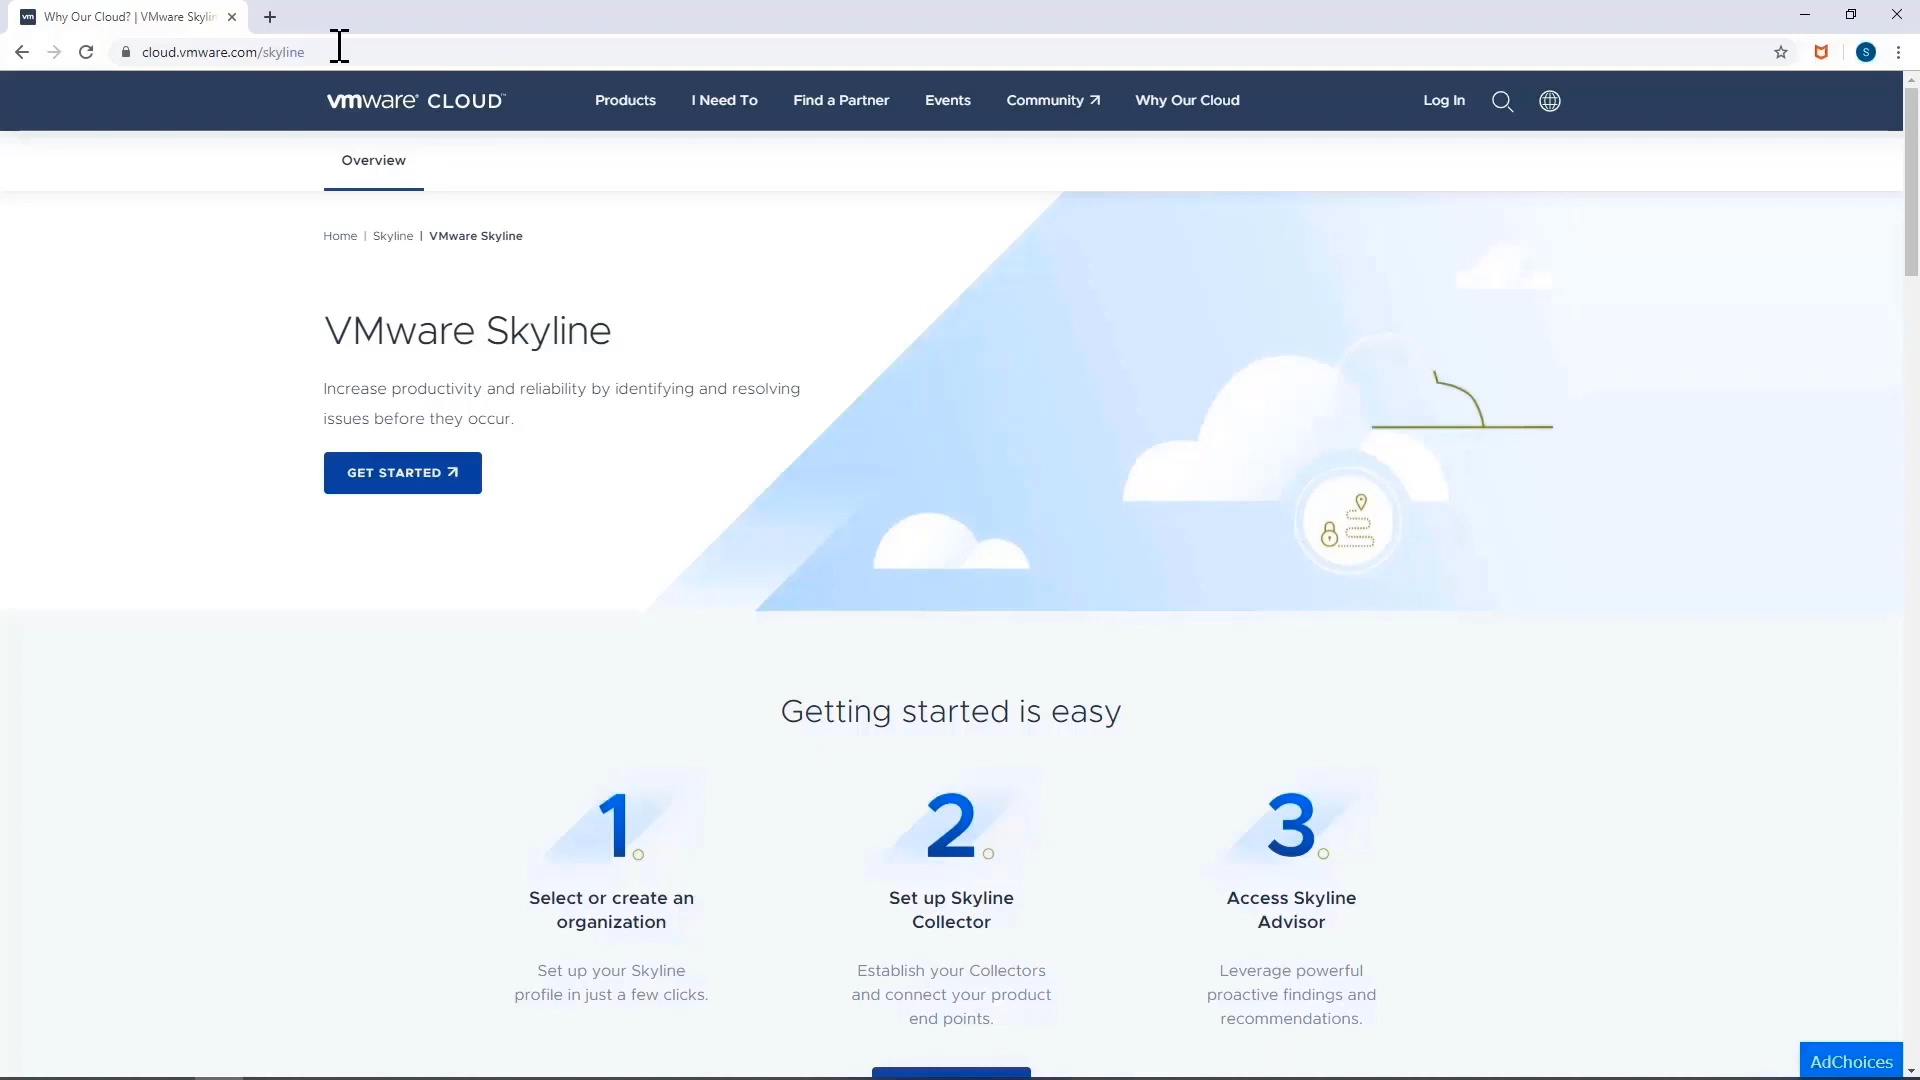 Why Our Cloud? | VMware Skylin
cloud.vmware.com/skyline
S
vmware® CLOUD™
Products
I Need To
Find a Partner
Events
Community
Why Our Cloud
Log In
Overview
Home | Skyline | VMware Skyline
VMware Skyline
Increase productivity and reliability by identifying and resolving
issues before they occur.
GET STARTED
Getting started is easy
1.
Select or create an
organization
Set up your Skyline
profile in just a few clicks.
2.
Set up Skyline
Collector
Establish your Collectors
and connect your product
end points.
3.
Access Skyline
Advisor
Leverage powerful
proactive findings and
recommendations.
AdChoices